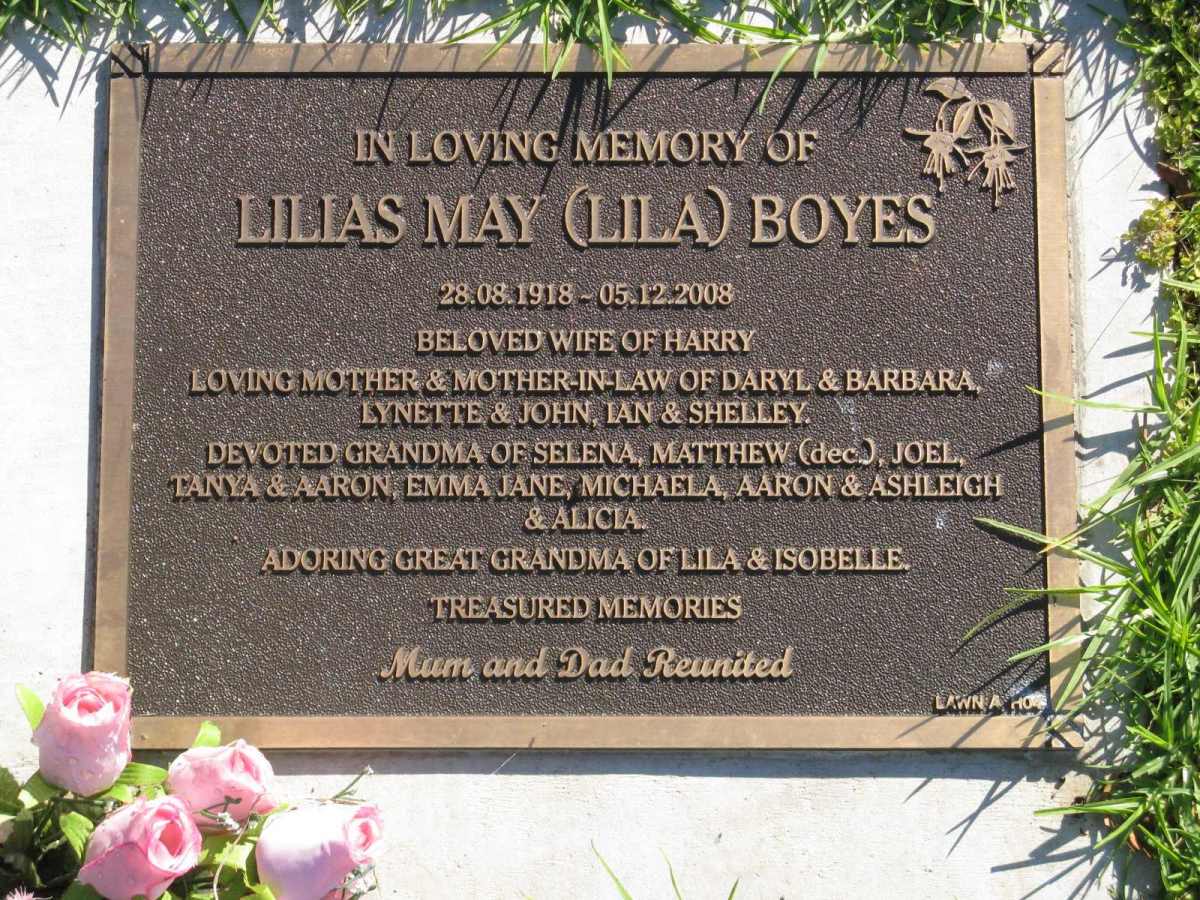 IN LOVING MEMORY OF
LILIAS MAY (LILA) BOYES
28.08.1918 ~ 05.12.2008
BELOVED WIFE OF HARRY
LOVING MOTHER & MOTHER-IN-LAW OF DARYL & BARBARA,
LYNETTE & JOHN, IAN & SHELLEY.
DEVOTED GRANDMA OF SELENA, MATTHEW (dec.), JOEL,
TANYA & AARON, EMMA JANE, MICHAELA, AARON & ASHLEIGH
& ALICIA.
ADORING GREAT GRANDMA OF LILA & ISOBELLE.
TREASURED MEMORIES
Mum and Dad Reunited
LAWN A